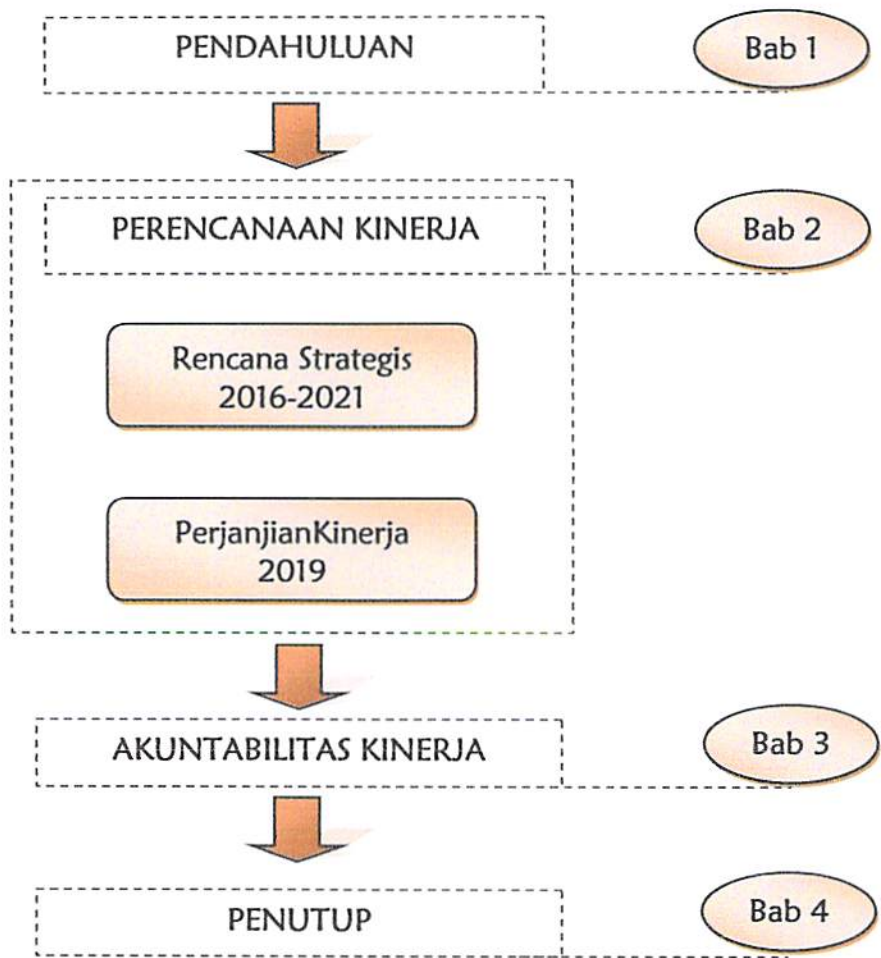 PENDAHULUAN
Bab 1
PERENCANAAN KINERJA
Bab 2
Rencana Strategis
2016-2021
PerjanjianKinerja
2019
AKUNTABILITAS KINERJA
Bab 3
PENUTUP
Bab 4